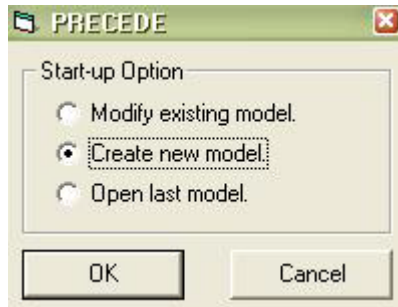 PRECEDE
Start-up Option
Modify existing model.
Create new model.
Open last model.
OK Cancel